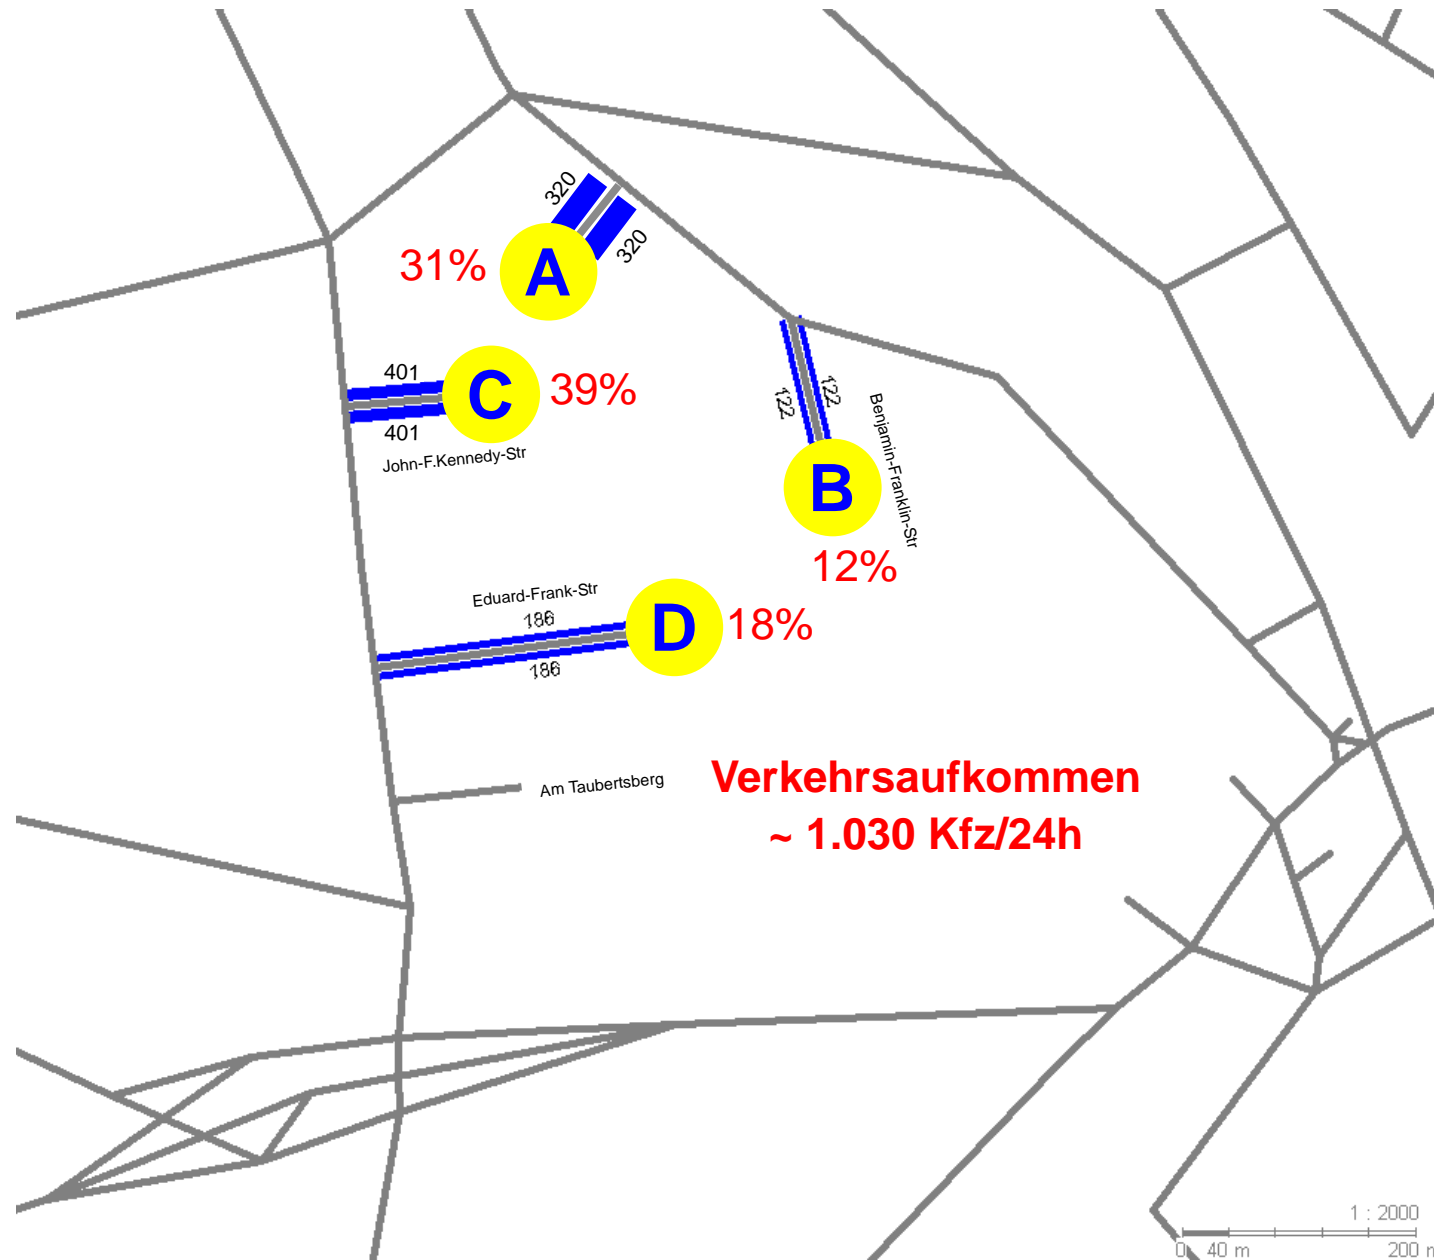 320
320
31%
A
401
C
39%
401
John-F.Kennedy-Str
122
122
Benjamin-Franklin-Str
B
12%
Eduard-Frank-Str
186
D
18%
186
Am Taubertsberg
Verkehrsaufkommen
~ 1.030 Kfz/24h
1 : 2000
0 40 m 200 m